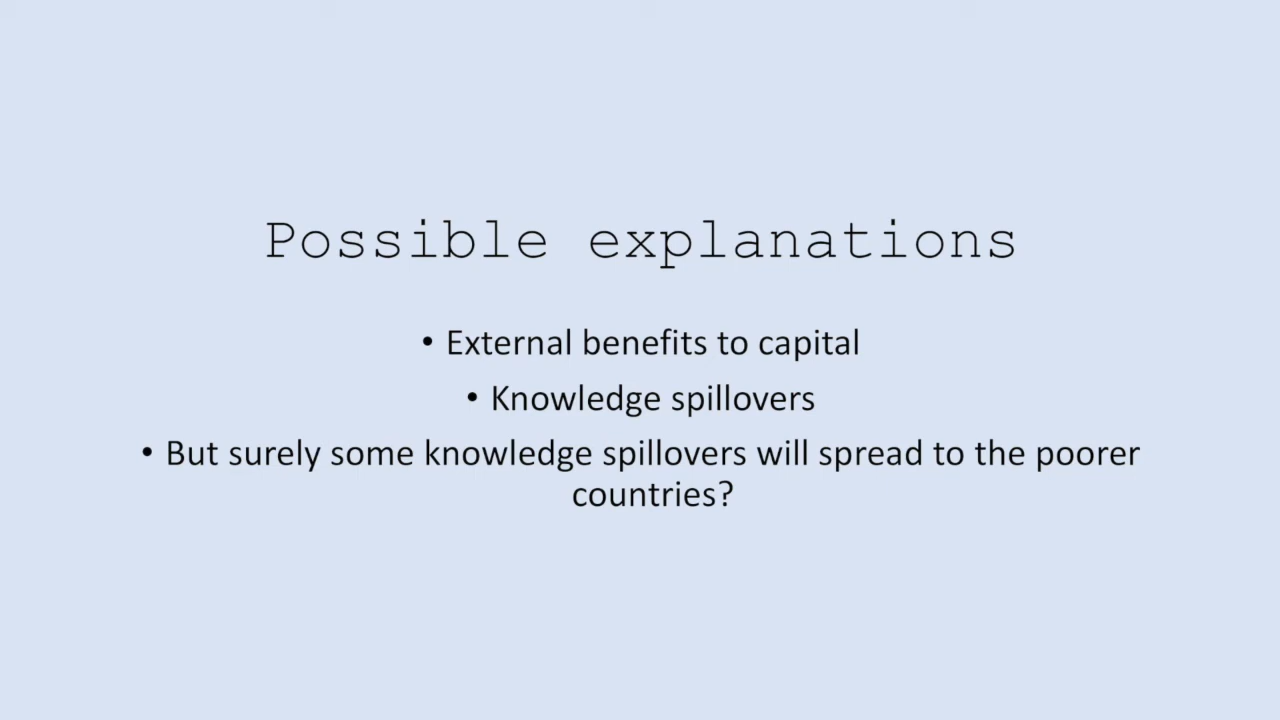 Possible explanations
• External benefits to capital
• Knowledge spillovers
• But surely some knowledge spillovers will spread to the poorer
countries?